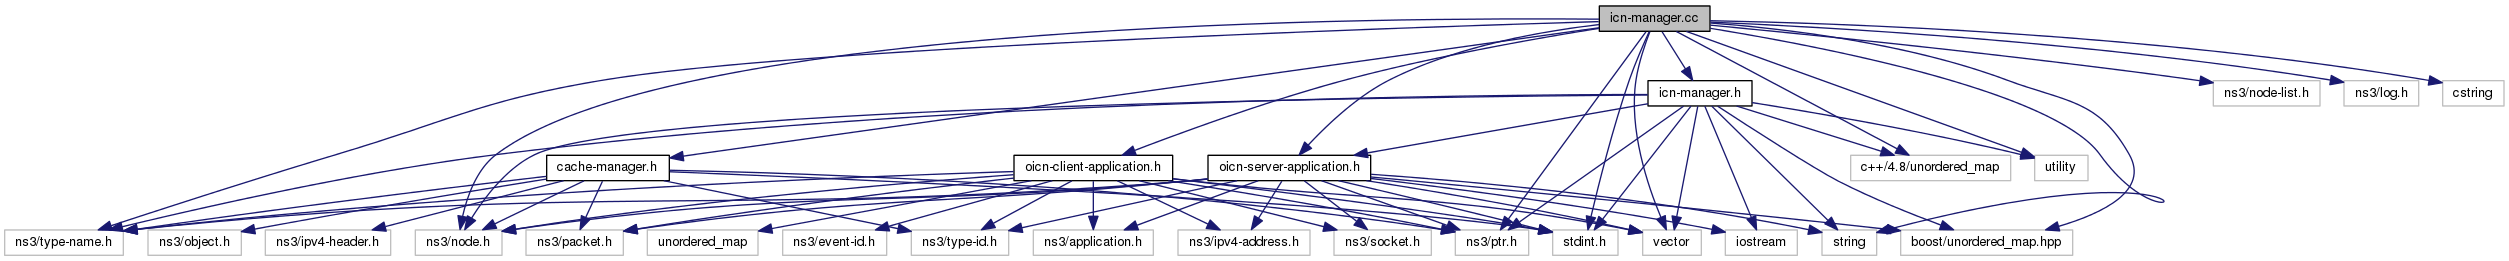 icn-manager.cc
icn-manager.h
ns3/node-list.h
ns3/log.h
cstring
cache-manager.h
oicn-client-application.h
oicn-server-application.h
c++/4.8/unordered_map
utility
ns3/type-name.h
ns3/object.h
ns3/ipv4-header.h
ns3/node.h
ns3/packet.h
unordered_map
ns3/event-id.h
ns3/type-id.h
ns3/application.h
ns3/ipv4-address.h
ns3/socket.h
ns3/ptr.h
stdint.h
vector
iostream
string
boost/unordered_map.hpp